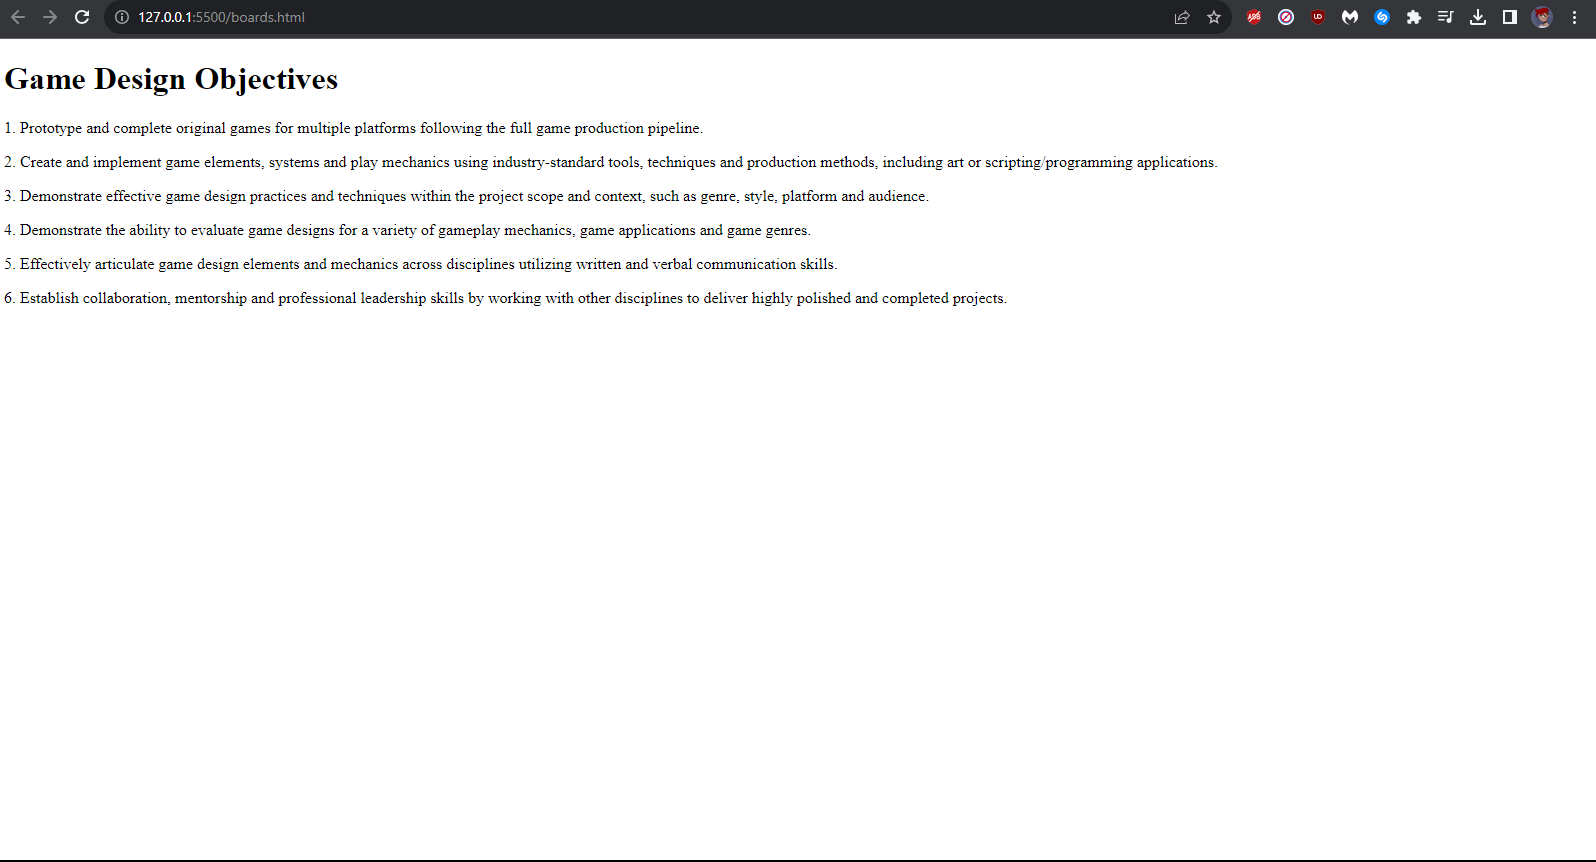 127.0.0.1:5500/boards.html
Game Design Objectives
1. Prototype and complete original games for multiple platforms following the full game production pipeline.
2. Create and implement game elements, systems and play mechanics using industry-standard tools, techniques and production methods, including art or scripting/programming applications.
3. Demonstrate effective game design practices and techniques within the project scope and context, such as genre, style, platform and audience.
4. Demonstrate the ability to evaluate game designs for a variety of gameplay mechanics, game applications and game genres.
5. Effectively articulate game design elements and mechanics across disciplines utilizing written and verbal communication skills.
6. Establish collaboration, mentorship and professional leadership skills by working with other disciplines to deliver highly polished and completed projects.